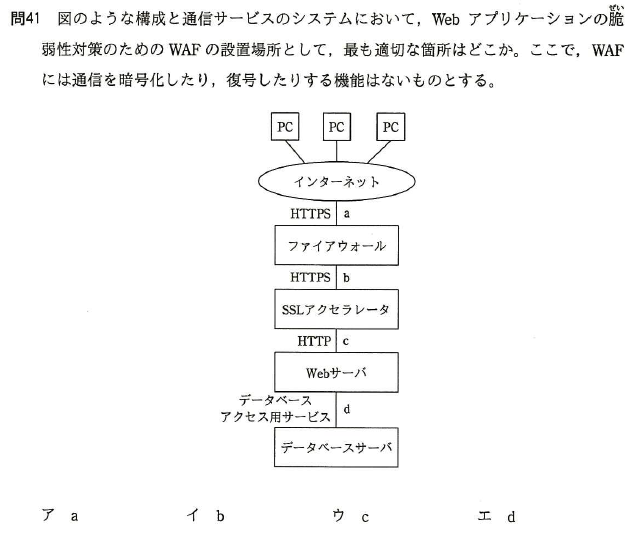 問41 図のような構成と通信サービスのシステムにおいて，Web アプリケーションの脆
ぜい
弱性対策のための WAF の設置場所として，最も適切な箇所はどこか。ここで，WAF
には通信を暗号化したり，復号したりする機能はないものとする。
PC PC PC
インターネット
HTTPS a
ファイアウォール
HTTPS b
SSLアクセラレータ
HTTP c
Webサーバ
データベース
アクセス用サービス d
データベースサーバ
ア a イ b ウ c エ d